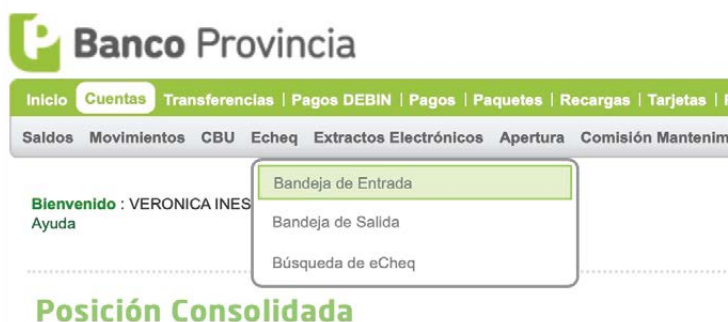 Banco Provincia
Inicio Cuentas Transferencias | Pagos DEBIN | Pagos | Paquetes | Recargas | Tarjetas |
Saldos Movimientos CBU Echeq Extractos Electrónicos Apertura Comisión
Bandeja de Entrada
Bienvenido : VERONICA INES
Ayuda
Bandeja de Salida
Búsqueda de eCheq
Posición Consolidada